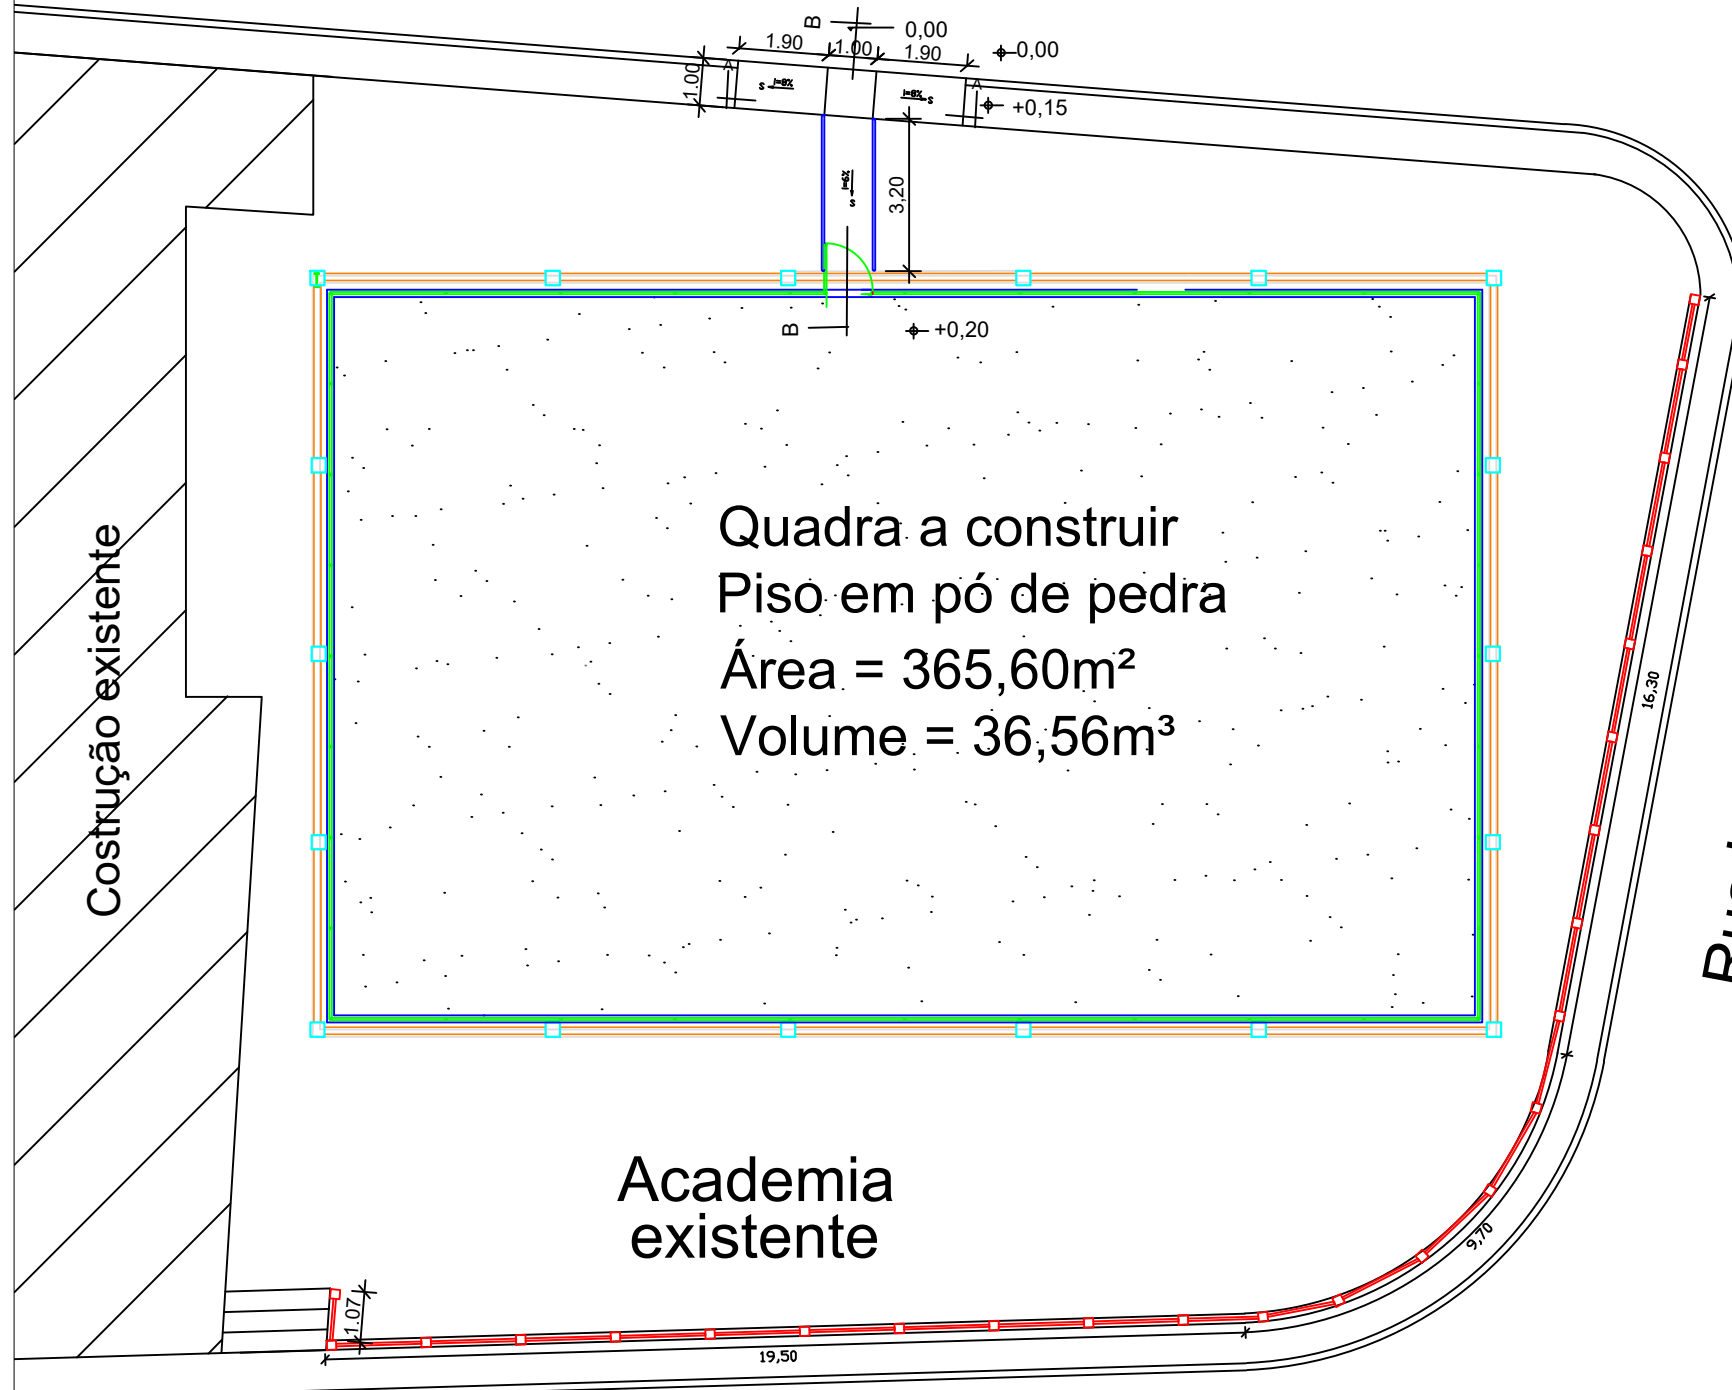 B
0,00
1.90
1.00
1.90
0,00
1.00
A
i=8%
S
i=8%
S
A
+0,15
i=6%
S
3,20
B
+0,20
Quadra a construir
Piso em pó de pedra
Área = 365,60m²
Volume = 36,56m³
Costrução existente
16,30
Academia
existente
9,70
1.07
19,50